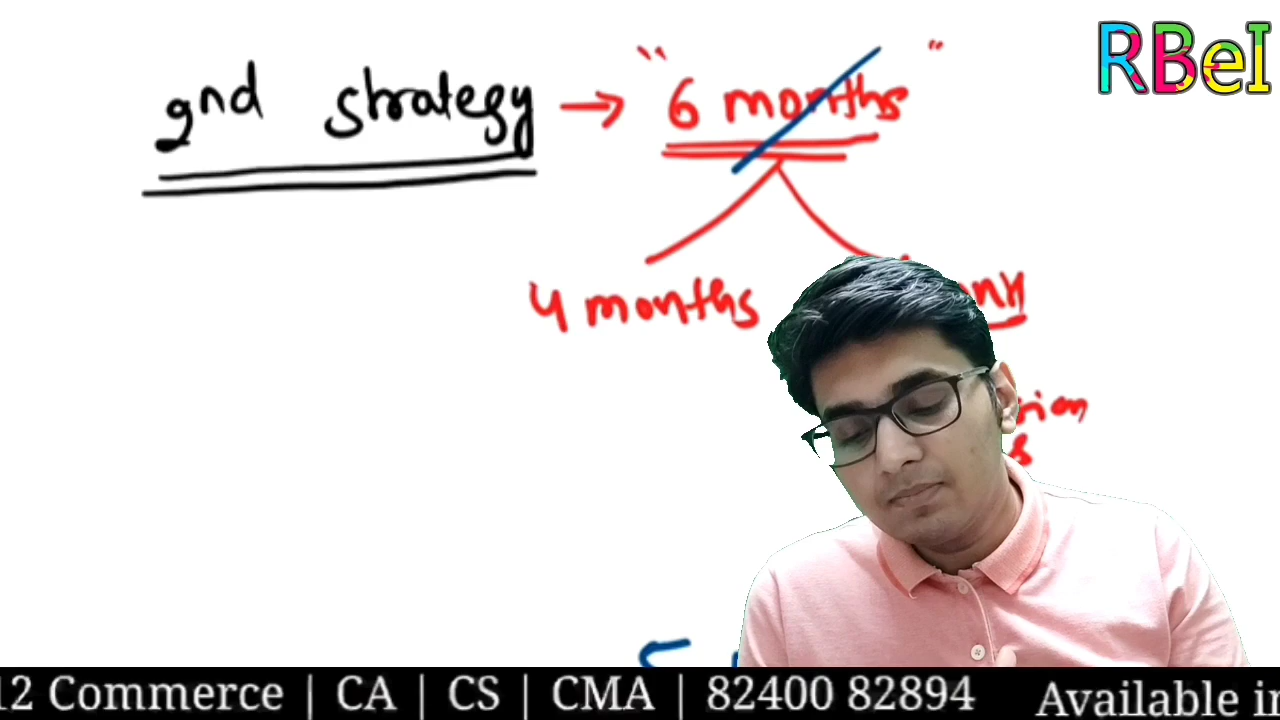 2nd strategy → "6 months"
RBeI
4 months
12 Commerce | CA | CS | CMA | 82400 82894 Available in